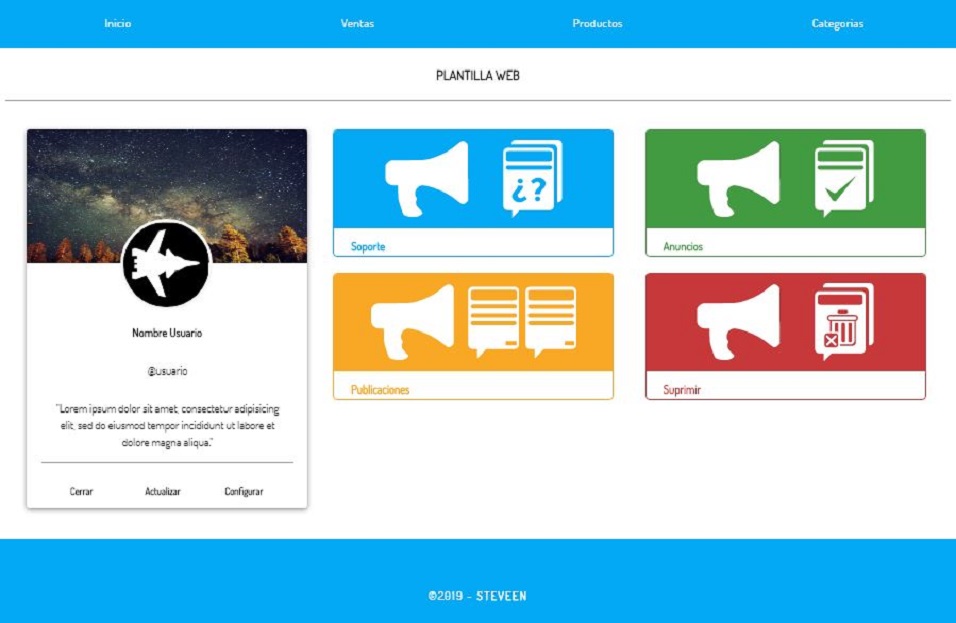 Inicio Ventas Productos Categorias
PLANTILLA WEB
Nombre Usuario
@usuario
"Lorem ipsum dolor sit amet, consectetur adipisicing
elit, sed do eiusmod tempor incididunt ut labore et
dolore magna aliqua."
Cerrar Actualizar Configurar
¿?
Soporte
Anuncios
Publicaciones
Suprimir
©2019 - STEVEEN